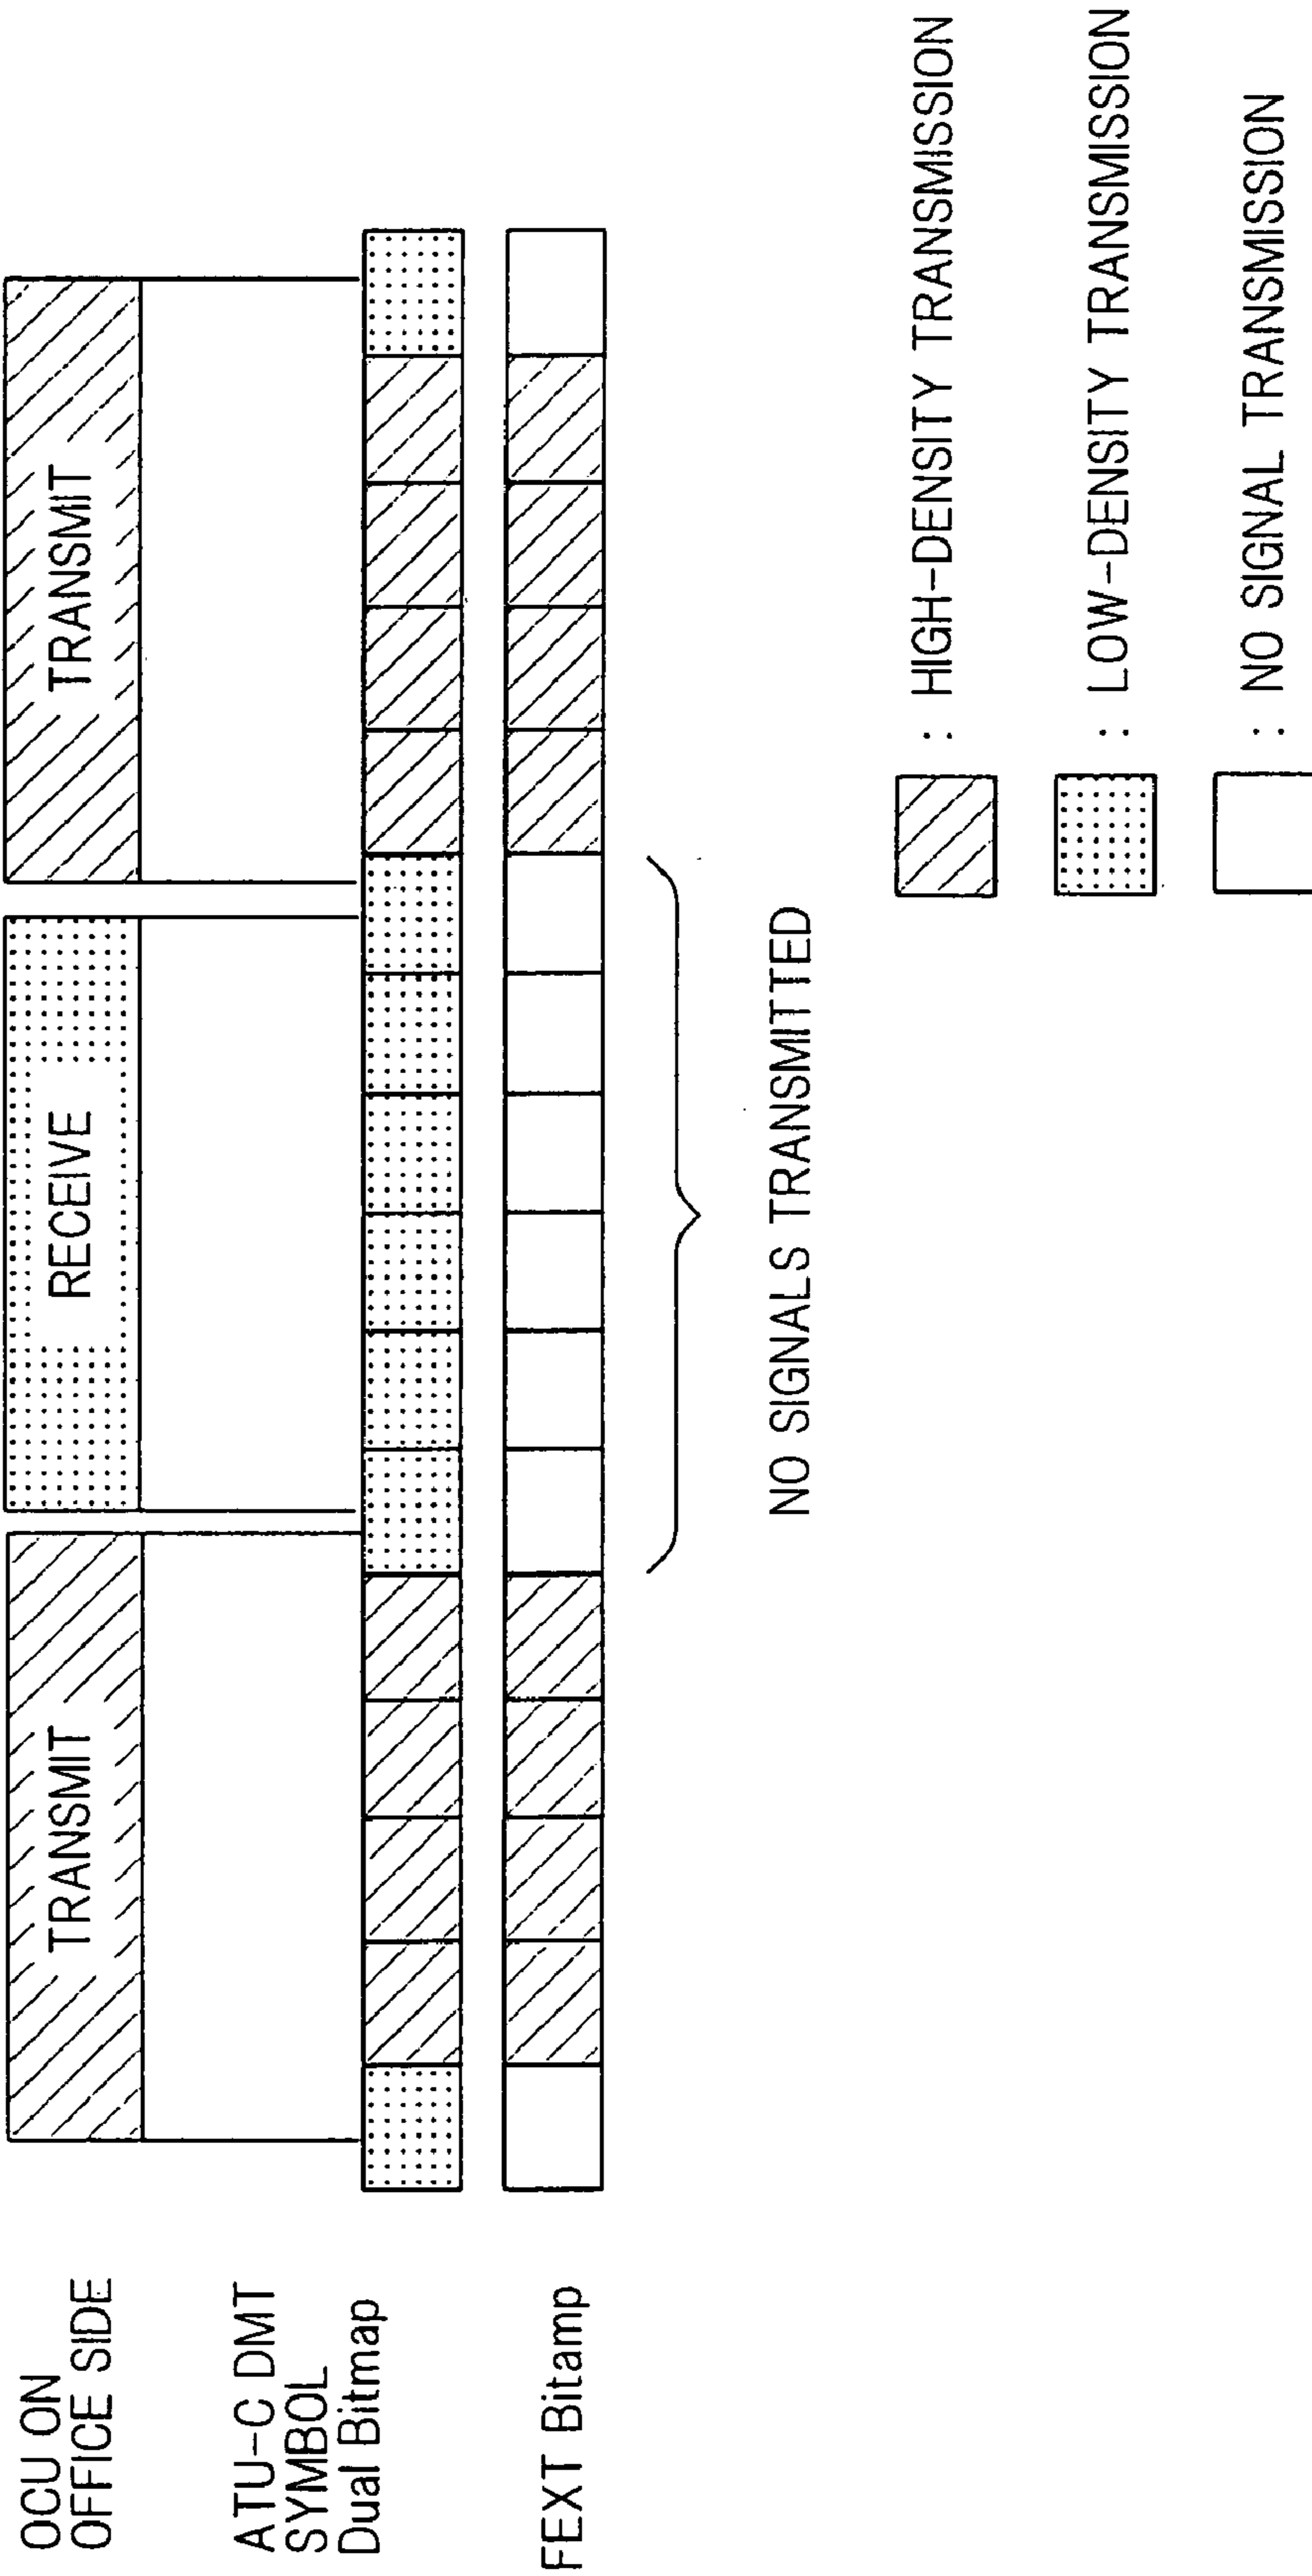 OCU ON
OFFICE SIDE
TRANSMIT
RECEIVE
TRANSMIT
ATU-C DMT
SYMBOL
Dual Bitmap
FEXT Bitamp
NO SIGNALS TRANSMITTED
: HIGH-DENSITY TRANSMISSION
: LOW-DENSITY TRANSMISSION
: NO SIGNAL TRANSMISSION